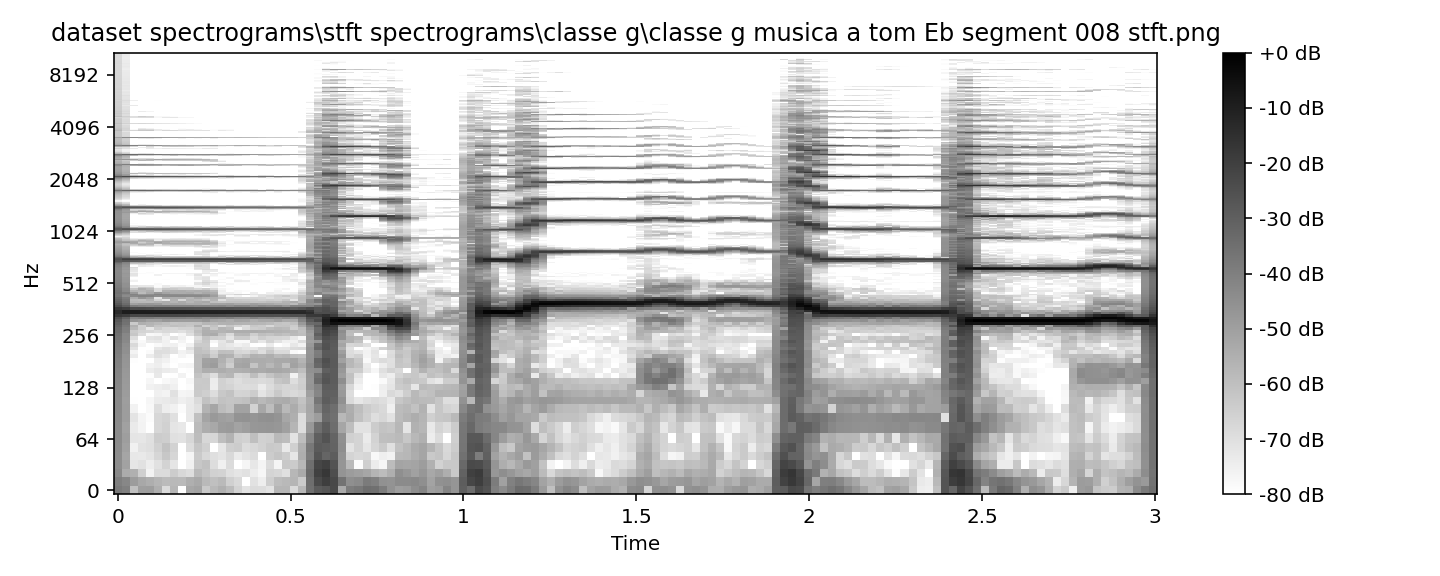 dataset spectrograms\stft spectrograms\classe g\classe g musica a tom Eb segment 008 stft.png
8192
4096
2048
1024
512
256
128
64
0
Hz
0
0.5
1
1.5
2
2.5
3
Time
+0 dB
-10 dB
-20 dB
-30 dB
-40 dB
-50 dB
-60 dB
-70 dB
-80 dB